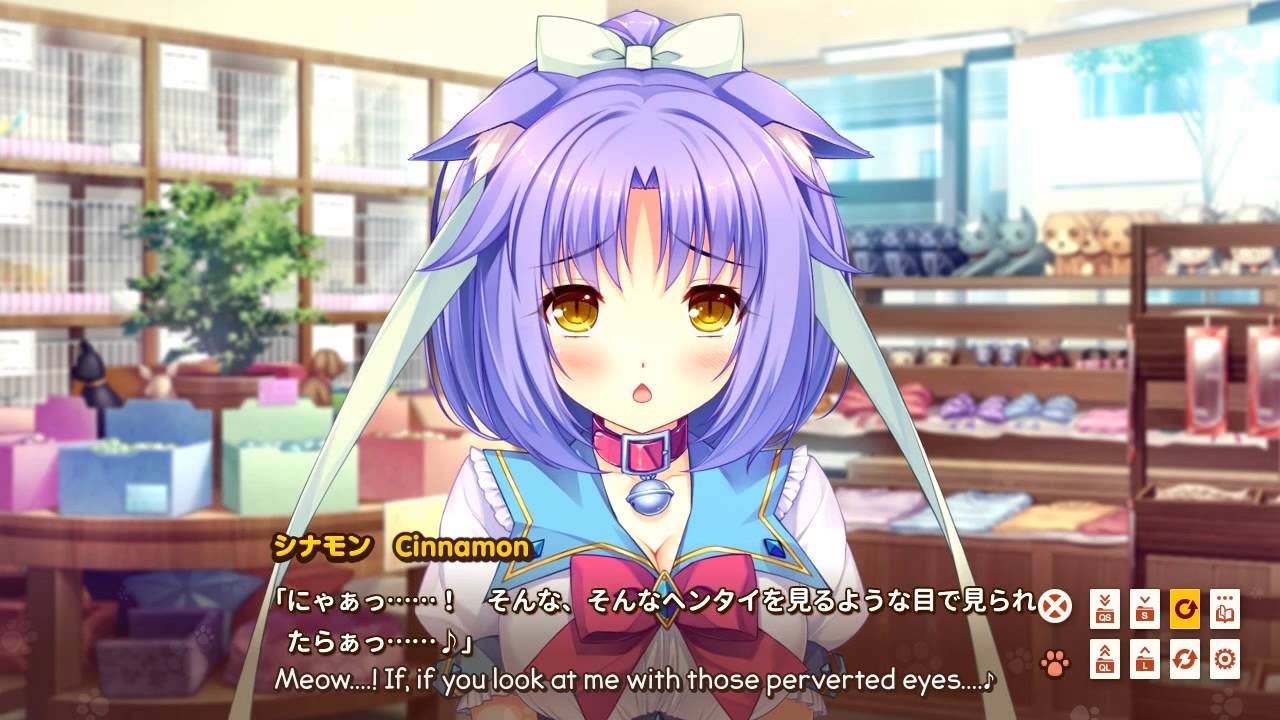 シナモン Cinnamon
「にゃぁっ……！　そんな、そんなヘンタイを見るような目で見られ
たらぁっ……♪」
Meow....! If, if you look at me with those perverted eyes....♪
QS S
QL L